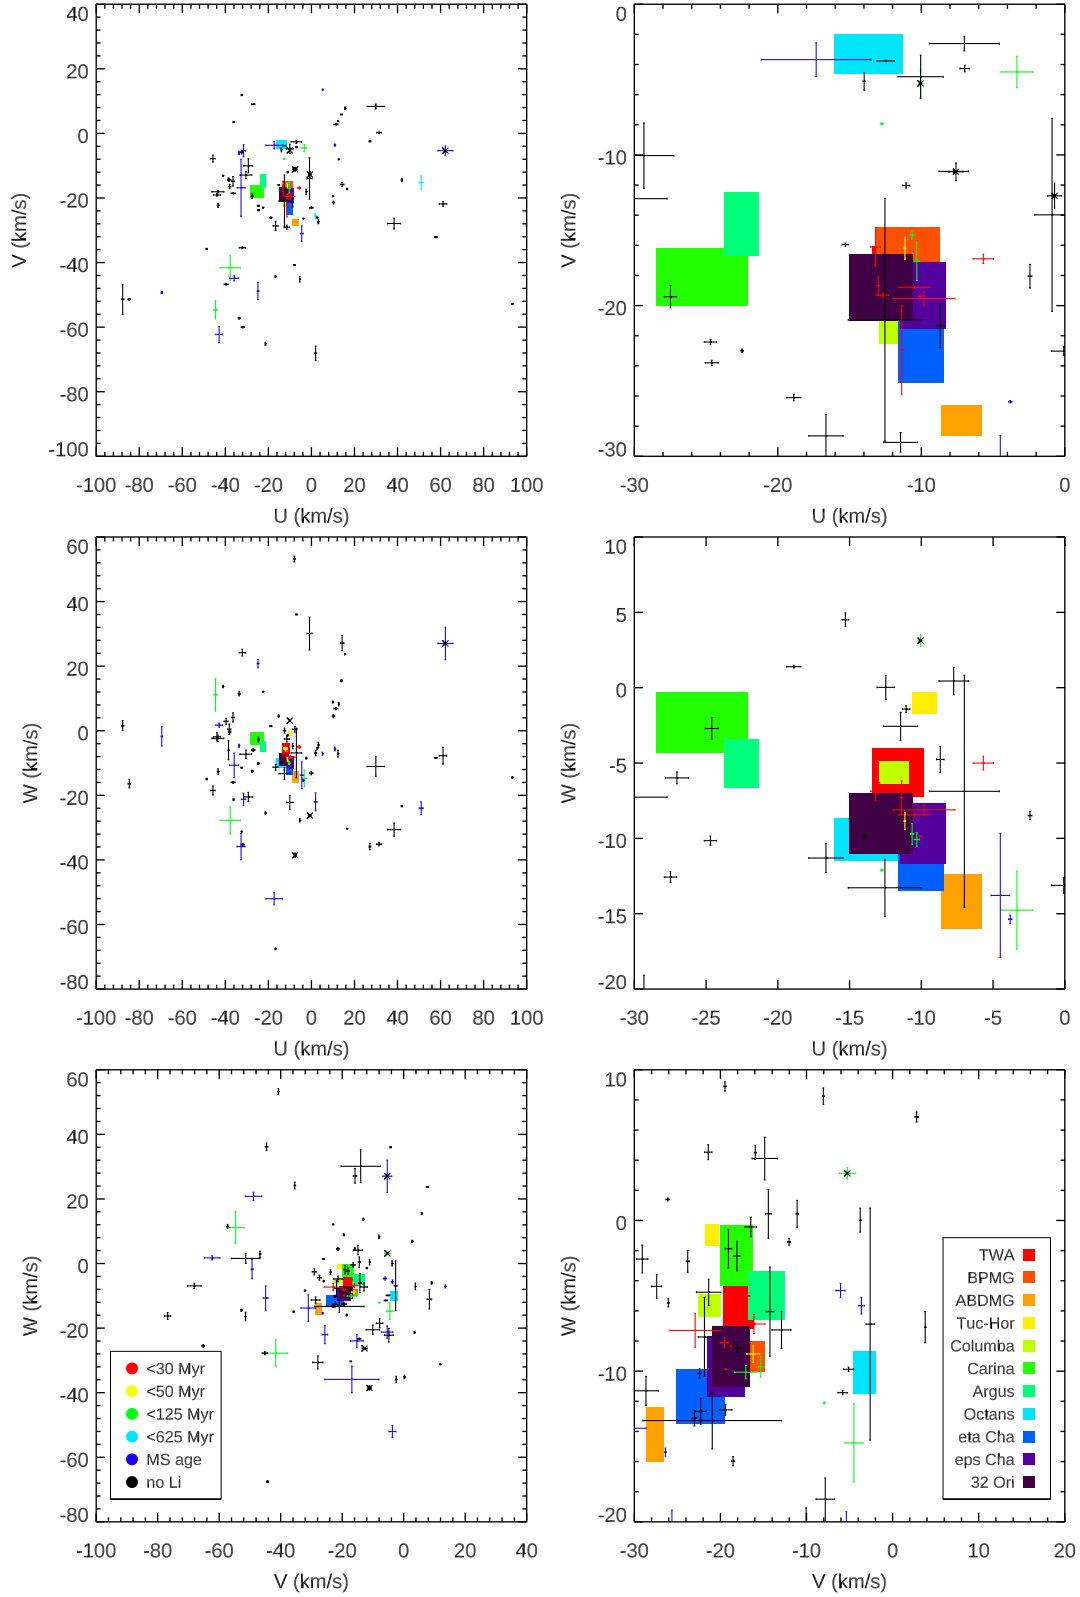 40
20
0
-20
-40
-60
-80
-100
V (km/s)
-100 -80 -60 -40 -20 0 20 40 60 80 100
U (km/s)
0
-10
-20
-30
V (km/s)
-30 -20 -10 0
U (km/s)
60
40
20
0
-20
-40
-60
-80
W (km/s)
-100 -80 -60 -40 -20 0 20 40 60 80 100
U (km/s)
10
5
0
-5
-10
-15
-20
W (km/s)
-30 -25 -20 -15 -10 -5 0
U (km/s)
60
40
20
0
-20
-40
-60
-80
W (km/s)
<30 Myr
<50 Myr
<125 Myr
<625 Myr
MS age
no Li
-100 -80 -60 -40 -20 0 20 40
V (km/s)
10
0
-10
-20
W (km/s)
TWA
BPMG
ABDMG
Tuc-Hor
Columba
Carina
Argus
Octans
eta Cha
eps Cha
32 Ori
-30 -20 -10 0 10 20
V (km/s)